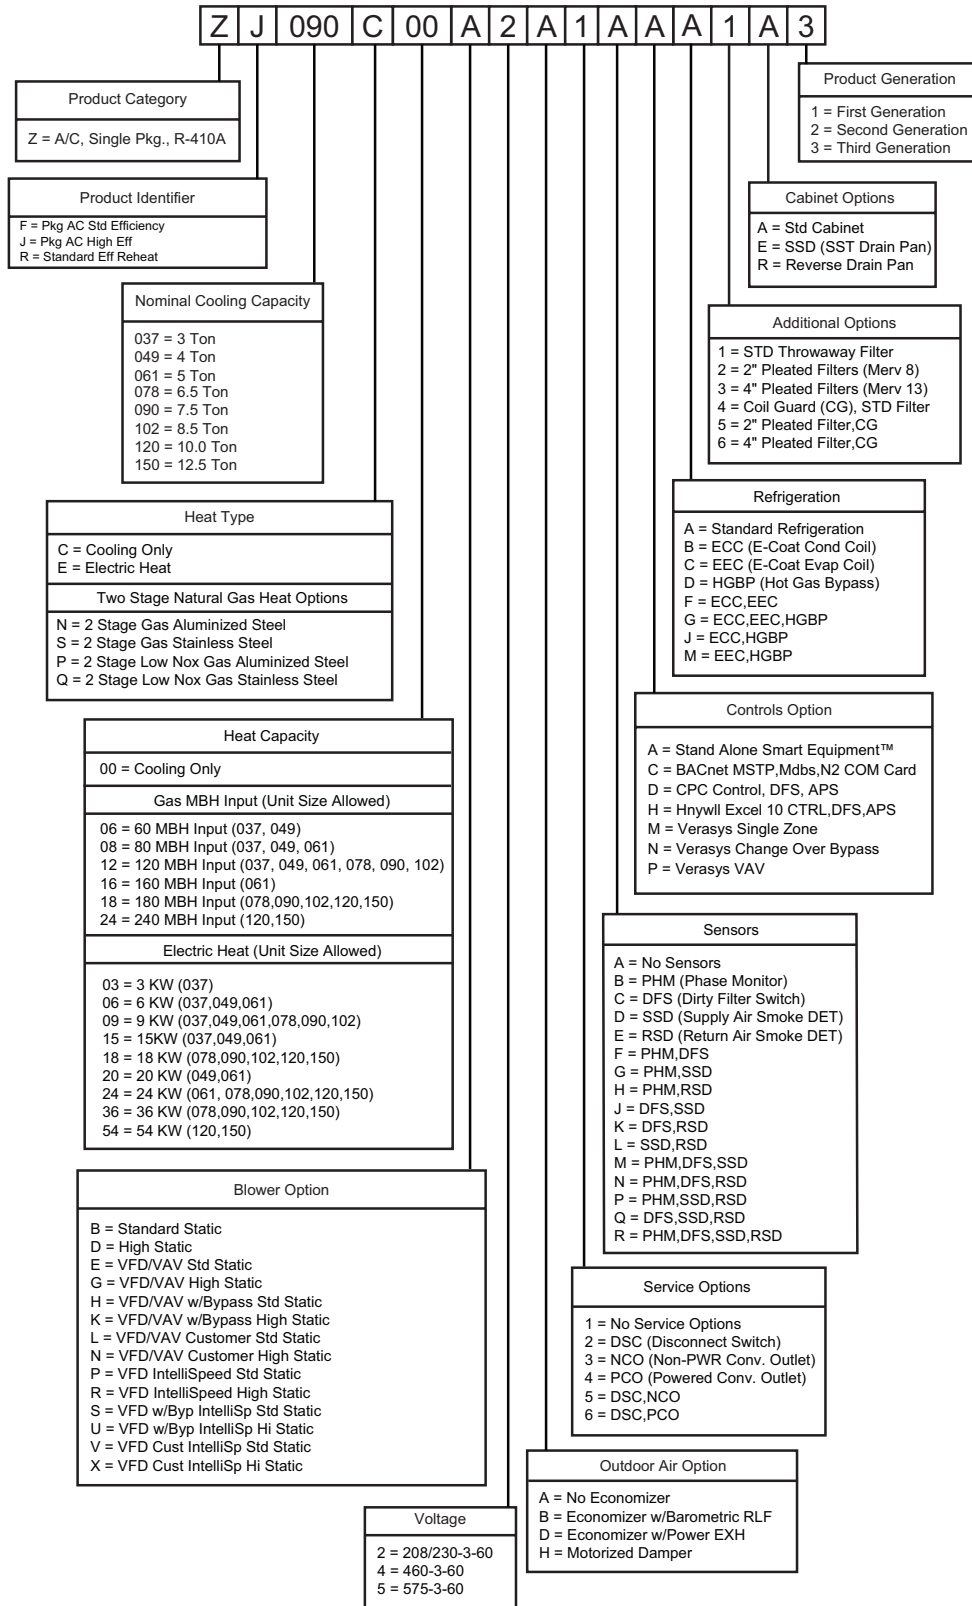 Z J 090 C 00 A 2 A 1 A A A 1 A 3
Product Category
Z = A/C, Single Pkg., R-410A
Product Identifier
F = Pkg AC Std Efficiency
J = Pkg AC High Eff
R = Standard Eff Reheat
Nominal Cooling Capacity
037 = 3 Ton
049 = 4 Ton
061 = 5 Ton
078 = 6.5 Ton
090 = 7.5 Ton
102 = 8.5 Ton
120 = 10.0 Ton
150 = 12.5 Ton
Heat Type
C = Cooling Only
E = Electric Heat
Two Stage Natural Gas Heat Options
N = 2 Stage Gas Aluminized Steel
S = 2 Stage Gas Stainless Steel
P = 2 Stage Low Nox Gas Aluminized Steel
Q = 2 Stage Low Nox Gas Stainless Steel
Heat Capacity
00 = Cooling Only
Gas MBH Input (Unit Size Allowed)
06 = 60 MBH Input (037, 049)
08 = 80 MBH Input (037, 049, 061)
12 = 120 MBH Input (037, 049, 061, 078, 090, 102)
16 = 160 MBH Input (061)
18 = 180 MBH Input (078,090,102,120,150)
24 = 240 MBH Input (120,150)
Electric Heat (Unit Size Allowed)
03 = 3 KW (037)
06 = 6 KW (037,049,061)
09 = 9 KW (037,049,061,078,090,102)
15 = 15KW (037,049,061)
18 = 18 KW (078,090,102,120,150)
20 = 20 KW (049,061)
24 = 24 KW (061, 078,090,102,120,150)
36 = 36 KW (078,090,102,120,150)
54 = 54 KW (120,150)
Blower Option
B = Standard Static
D = High Static
E = VFD/VAV Std Static
G = VFD/VAV High Static
H = VFD/VAV w/Bypass Std Static
K = VFD/VAV w/Bypass High Static
L = VFD/VAV Customer Std Static
N = VFD/VAV Customer High Static
P = VFD IntelliSpeed Std Static
R = VFD IntelliSpeed High Static
S = VFD w/Byp IntelliSp Std Static
U = VFD w/Byp IntelliSp Hi Static
V = VFD Cust IntelliSp Std Static
X = VFD Cust IntelliSp Hi Static
Voltage
2 = 208/230-3-60
4 = 460-3-60
5 = 575-3-60
Product Generation
1 = First Generation
2 = Second Generation
3 = Third Generation
Cabinet Options
A = Std Cabinet
E = SSD (SST Drain Pan)
R = Reverse Drain Pan
Additional Options
1 = STD Throwaway Filter
2 = 2" Pleated Filters (Merv 8)
3 = 4" Pleated Filters (Merv 13)
4 = Coil Guard (CG), STD Filter
5 = 2" Pleated Filter,CG
6 = 4" Pleated Filter,CG
Refrigeration
A = Standard Refrigeration
B = ECC (E-Coat Cond Coil)
C = EEC (E-Coat Evap Coil)
D = HGBP (Hot Gas Bypass)
F = ECC,EEC
G = ECC,EEC,HGBP
J = ECC,HGBP
M = EEC,HGBP
Controls Option
A = Stand Alone Smart Equipment™
C = BACnet MSTP,Mdbs,N2 COM Card
D = CPC Control, DFS, APS
H = Hnywll Excel 10 CTRL,DFS,APS
M = Verasys Single Zone
N = Verasys Change Over Bypass
P = Verasys VAV
Sensors
A = No Sensors
B = PHM (Phase Monitor)
C = DFS (Dirty Filter Switch)
D = SSD (Supply Air Smoke DET)
E = RSD (Return Air Smoke DET)
F = PHM,DFS
G = PHM,SSD
H = PHM,RSD
J = DFS,SSD
K = DFS,RSD
L = SSD,RSD
M = PHM,DFS,SSD
N = PHM,DFS,RSD
P = PHM,SSD,RSD
Q = DFS,SSD,RSD
R = PHM,DFS,SSD,RSD
Service Options
1 = No Service Options
2 = DSC (Disconnect Switch)
3 = NCO (Non-PWR Conv. Outlet)
4 = PCO (Powered Conv. Outlet)
5 = DSC,NCO
6 = DSC,PCO
Outdoor Air Option
A = No Economizer
B = Economizer w/Barometric RLF
D = Economizer w/Power EXH
H = Motorized Damper